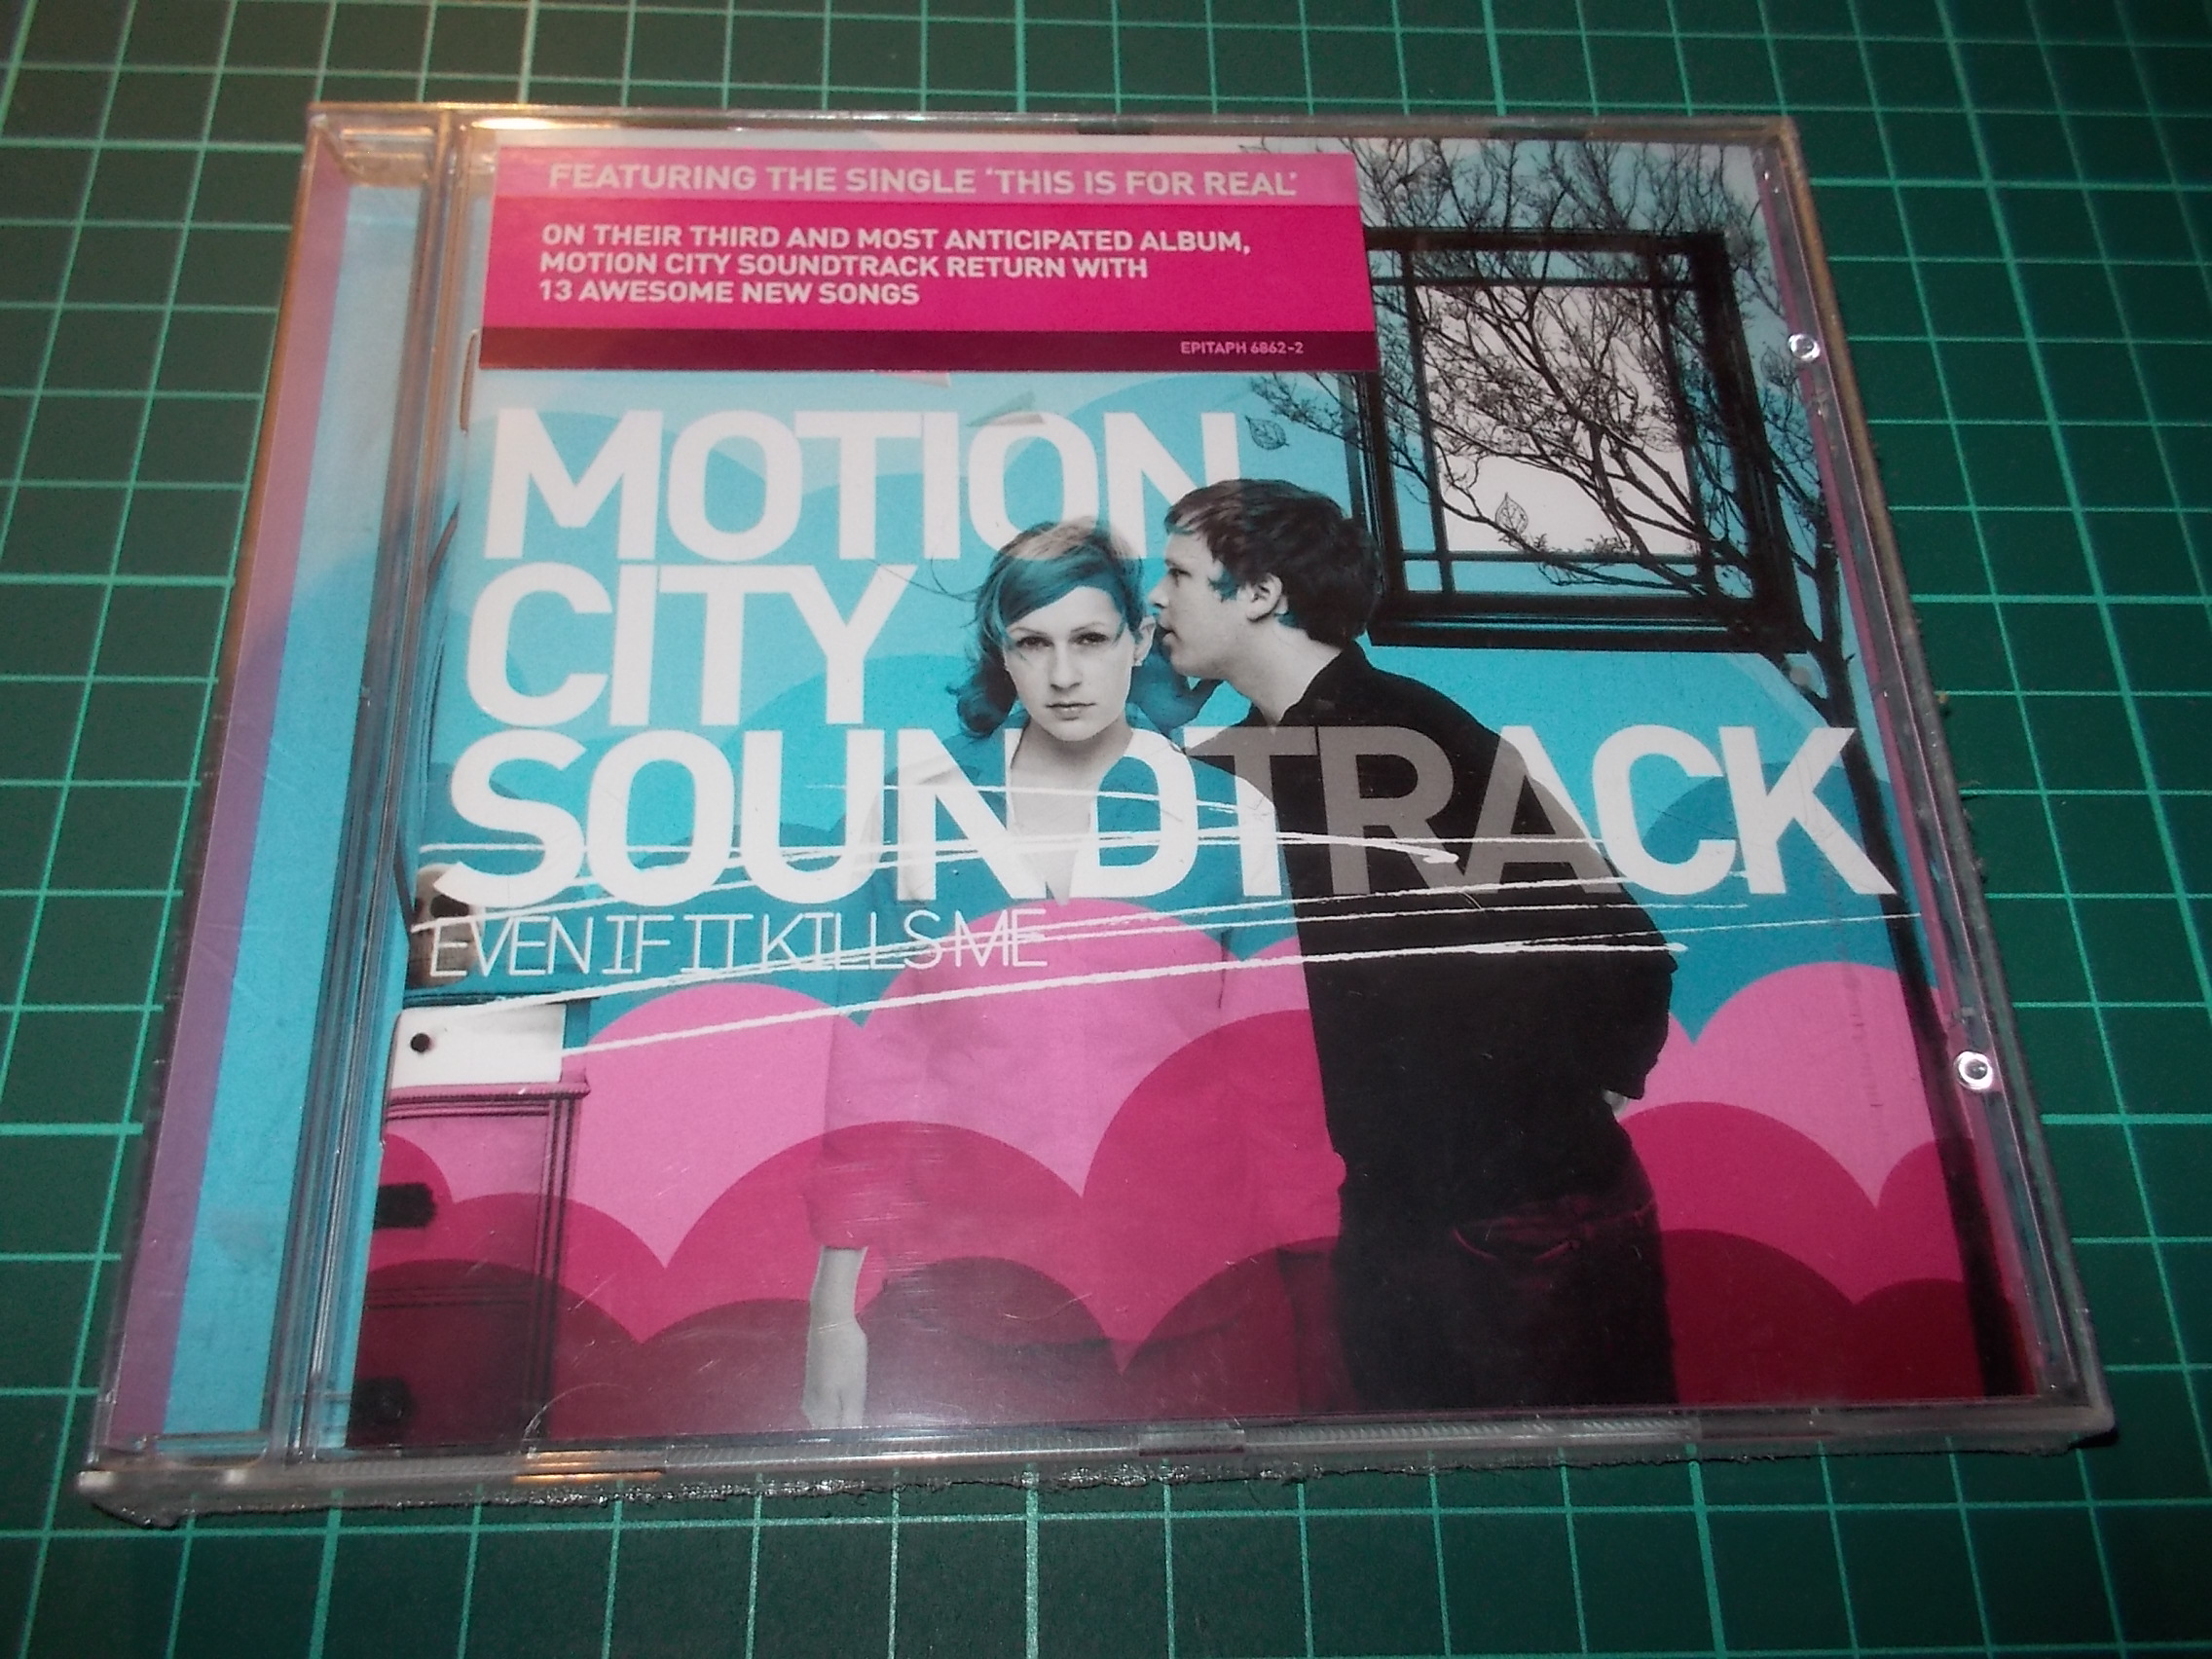 FEATURING THE SINGLE ‘THIS IS FOR REAL’
ON THEIR THIRD AND MOST ANTICIPATED ALBUM,
MOTION CITY SOUNDTRACK RETURN WITH
13 AWESOME NEW SONGS
EPITAPH 6862-2
MOTION
CITY
SOUNDTRACK
EVEN IF IT KILLS ME